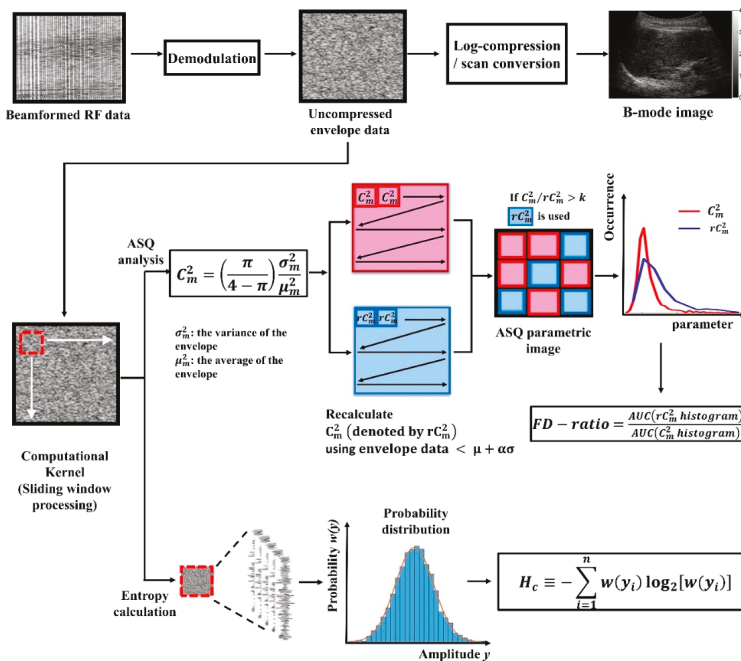 Beamformed RF data
Demodulation
Uncompressed
envelope data
Log-compression
/ scan conversion
B-mode image
ASQ
analysis
C²ₘ = (π / (4 − π)) σ²ₘ / μ²ₘ
σ²ₘ: the variance of the
envelope
μ²ₘ: the average of the
envelope
C²ₘ C²ₘ
rC²ₘ rC²ₘ
Recalculate
C²ₘ (denoted by rC²ₘ)
using envelope data < μ + ασ
If C²ₘ/rC²ₘ > k
rC²ₘ is used
ASQ parametric
image
Occurrence
C²ₘ
rC²ₘ
parameter
FD − ratio = AUC(rC²ₘ histogram) / AUC(C²ₘ histogram)
Computational
Kernel
(Sliding window
processing)
Entropy
calculation
Probability
distribution
Probability w(y)
Amplitude y
H꜀ ≡ − ∑ⁿᵢ₌₁ w(yᵢ) log₂[w(yᵢ)]